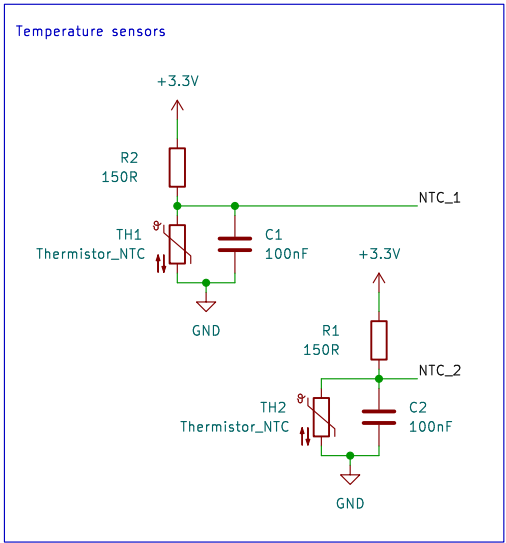 Temperature sensors
+3.3V
R2
150R
NTC_1
TH1
Thermistor_NTC
C1
100nF
GND
+3.3V
R1
150R
NTC_2
TH2
Thermistor_NTC
C2
100nF
GND